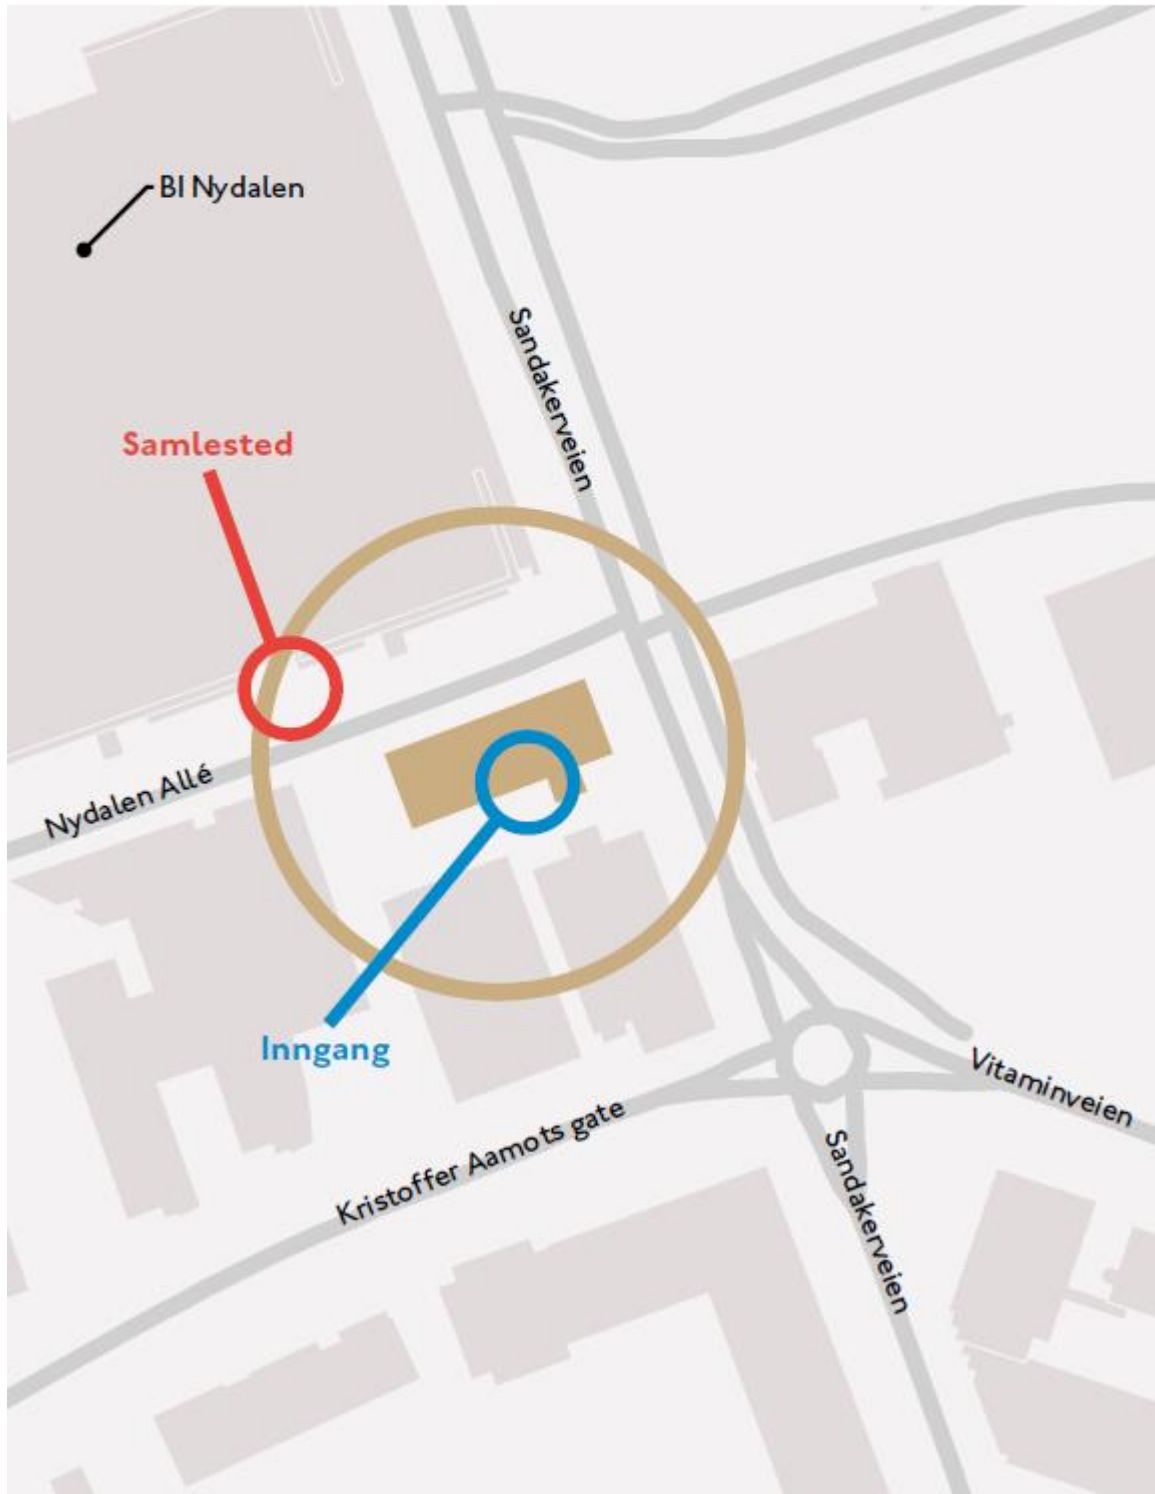 BI Nydalen
Sandakerveien
Samlested
Nydalen Allé
Inngang
Vitaminveien
Kristoffer Aamots gate
Sandakerveien